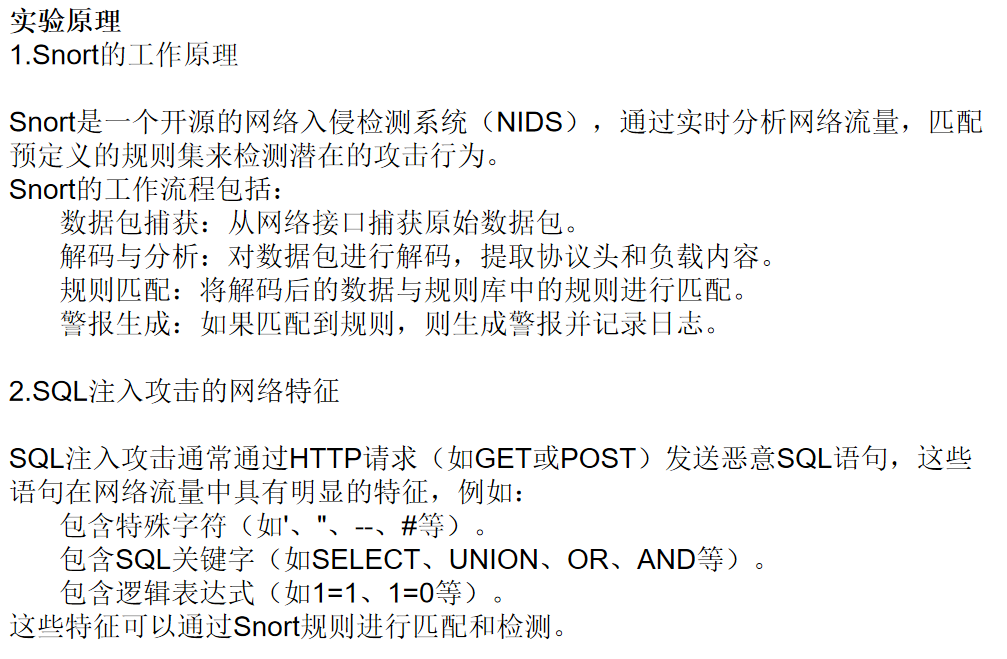 实验原理
1.Snort的工作原理
Snort是一个开源的网络入侵检测系统（NIDS），通过实时分析网络流量，匹配
预定义的规则集来检测潜在的攻击行为。
Snort的工作流程包括：
数据包捕获：从网络接口捕获原始数据包。
解码与分析：对数据包进行解码，提取协议头和负载内容。
规则匹配：将解码后的数据与规则库中的规则进行匹配。
警报生成：如果匹配到规则，则生成警报并记录日志。
2.SQL注入攻击的网络特征
SQL注入攻击通常通过HTTP请求（如GET或POST）发送恶意SQL语句，这些
语句在网络流量中具有明显的特征，例如：
包含特殊字符（如'、"、--、#等）。
包含SQL关键字（如SELECT、UNION、OR、AND等）。
包含逻辑表达式（如1=1、1=0等）。
这些特征可以通过Snort规则进行匹配和检测。